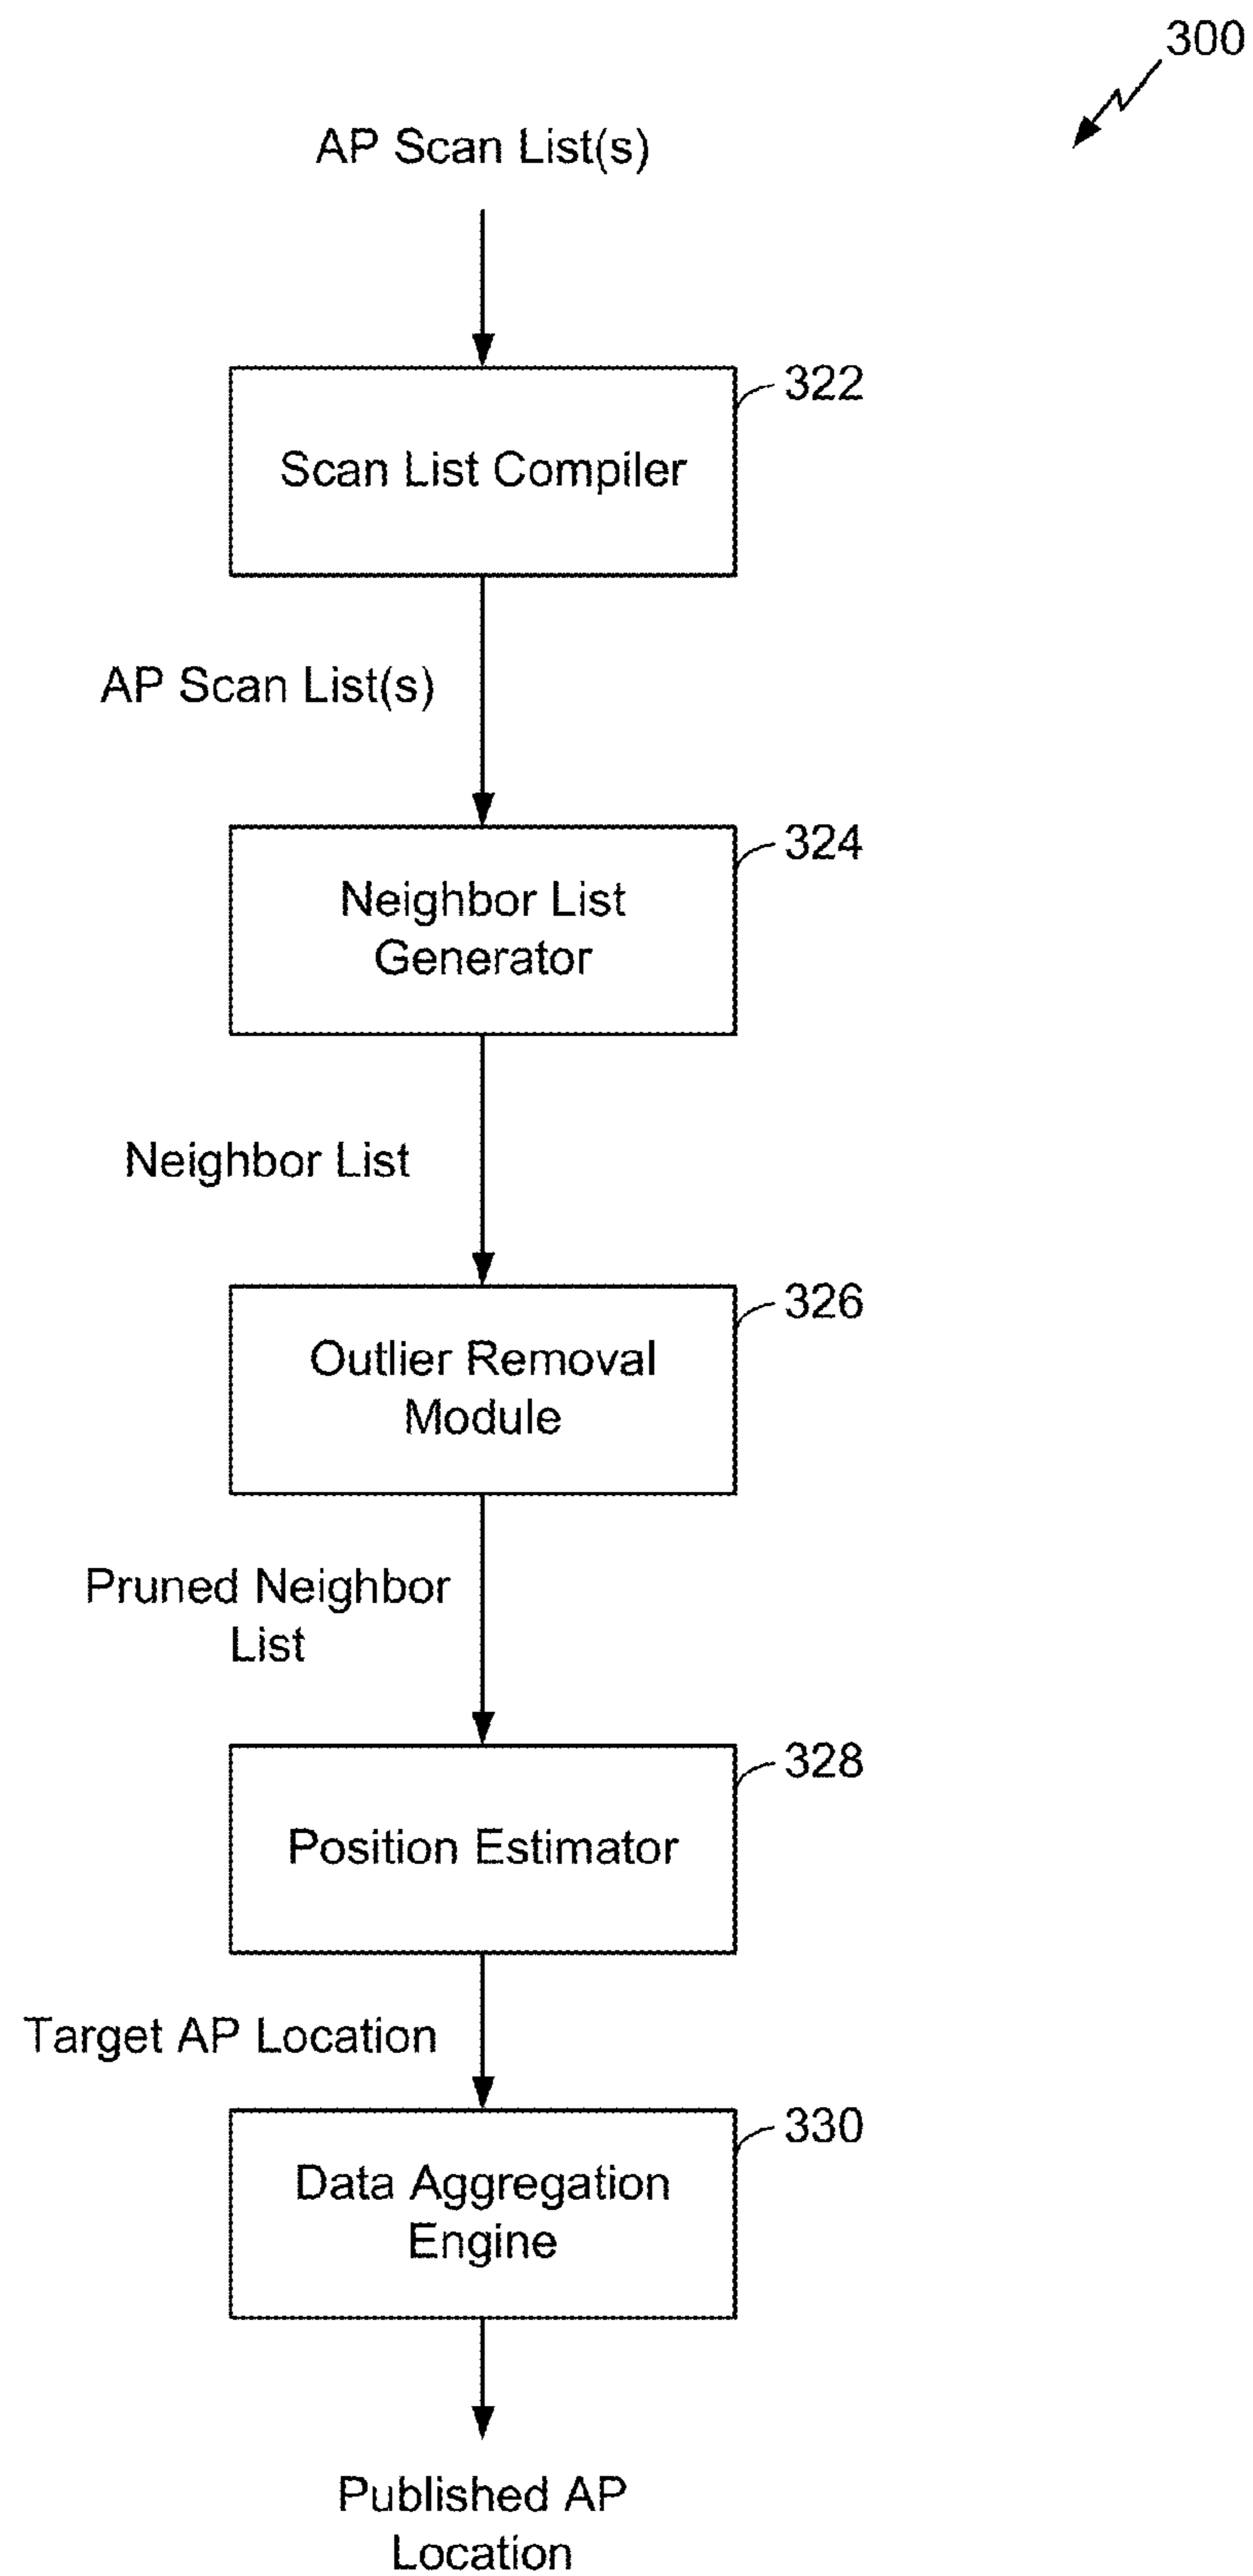 300
AP Scan List(s)
322
Scan List Compiler
AP Scan List(s)
324
Neighbor List
Generator
Neighbor List
326
Outlier Removal
Module
Pruned Neighbor
List
328
Position Estimator
Target AP Location
330
Data Aggregation
Engine
Published AP
Location